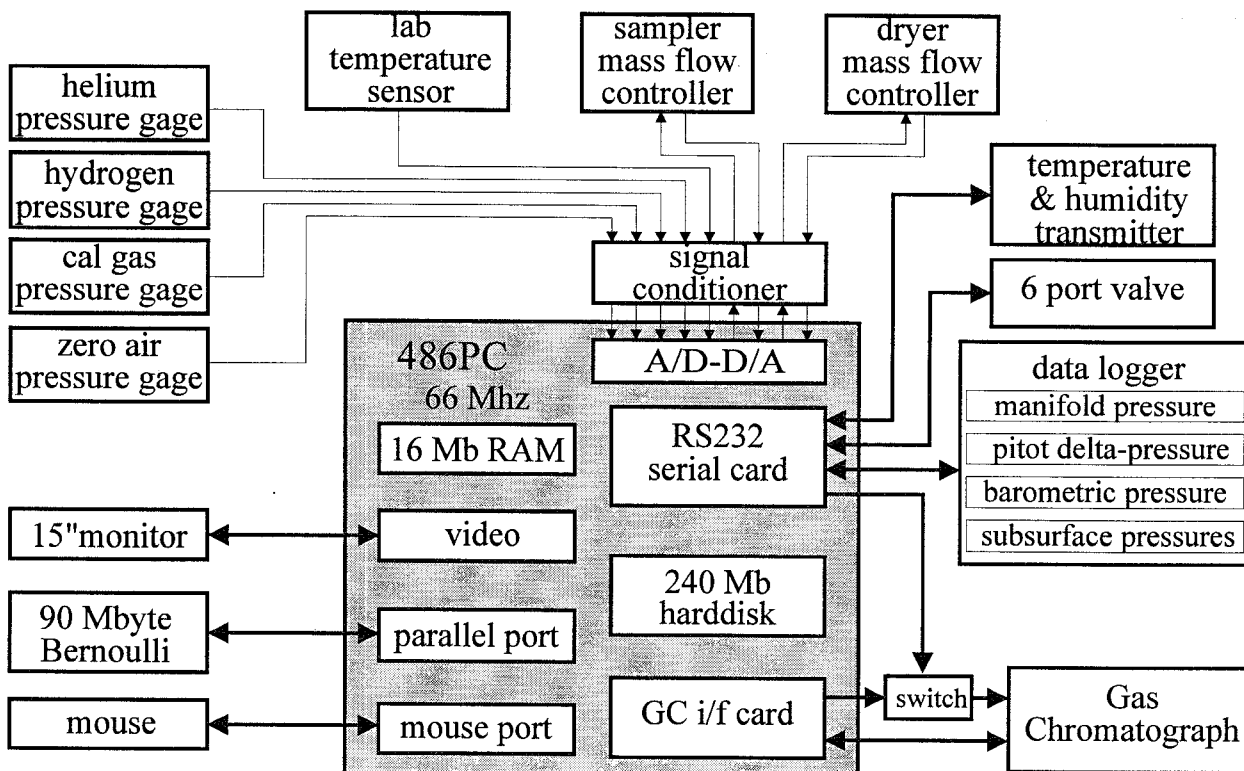 lab
temperature
sensor
sampler
mass flow
controller
dryer
mass flow
controller
helium
pressure gage
hydrogen
pressure gage
cal gas
pressure gage
zero air
pressure gage
signal
conditioner
temperature
& humidity
transmitter
6 port valve
data logger
manifold pressure
pitot delta-pressure
barometric pressure
subsurface pressures
486PC
66 Mhz
A/D-D/A
16 Mb RAM
RS232
serial card
15"monitor
video
240 Mb
harddisk
90 Mbyte
Bernoulli
parallel port
mouse
mouse port
GC i/f card
switch
Gas
Chromatograph